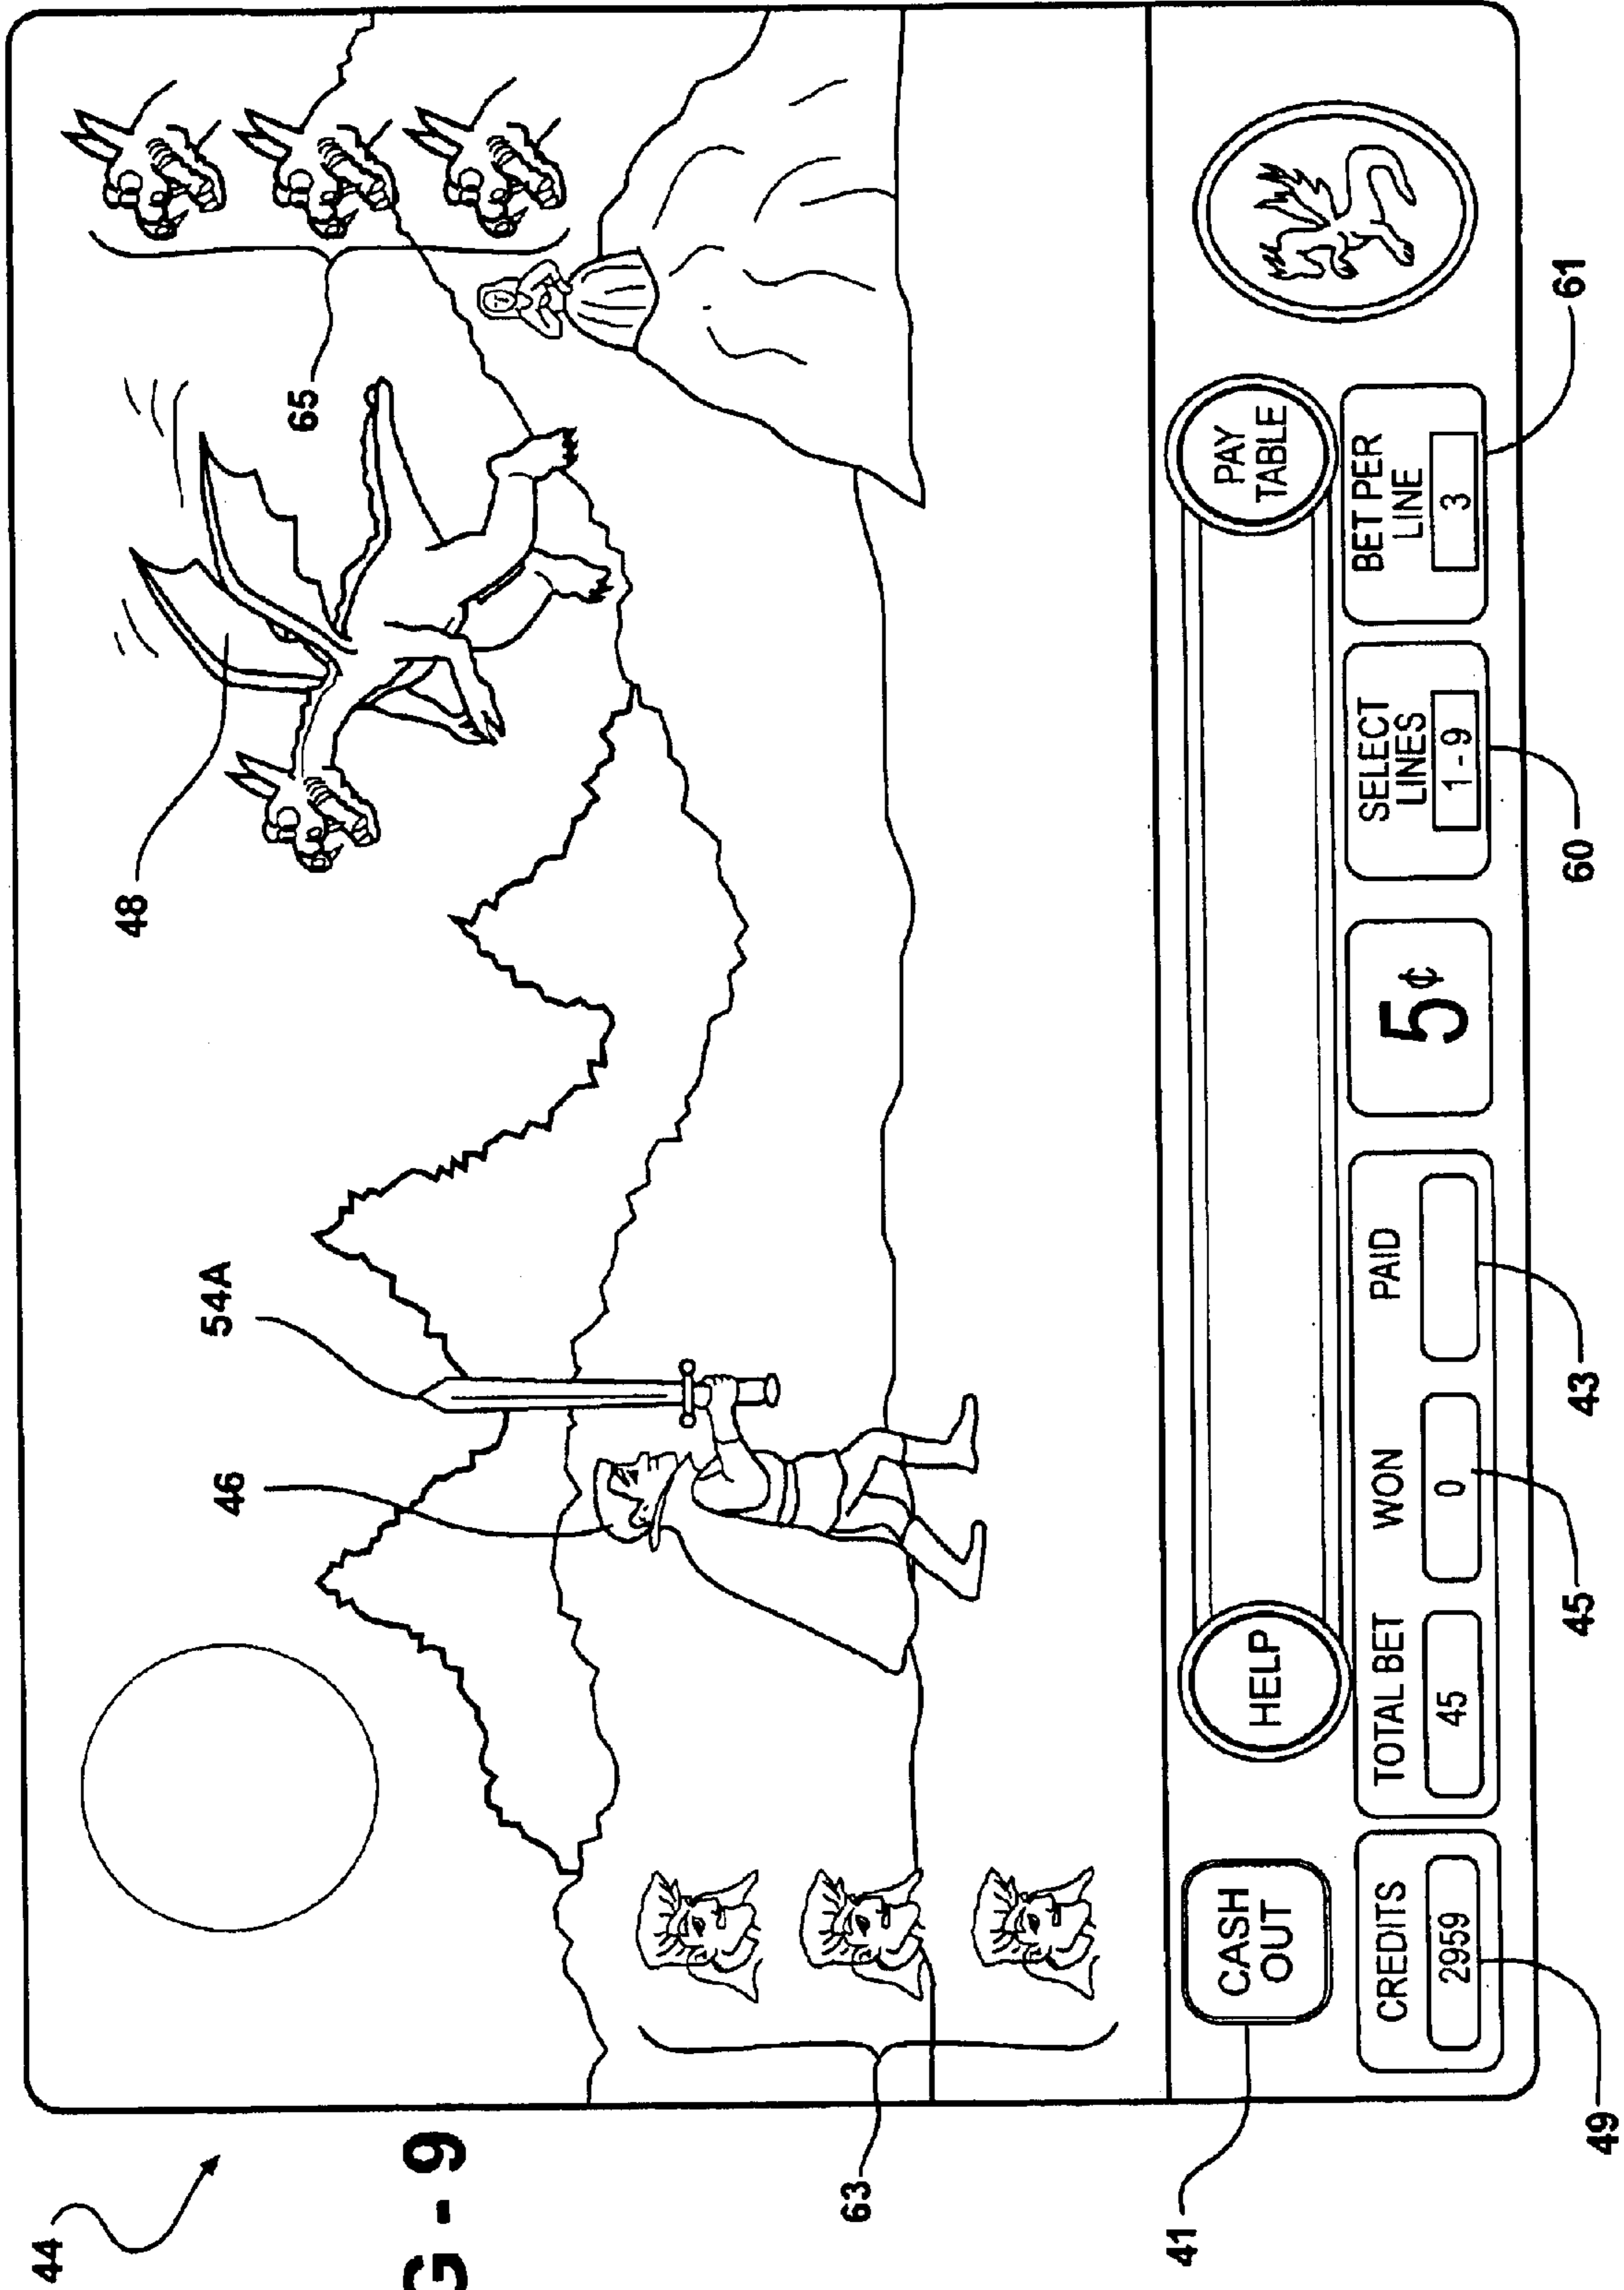 44
G - 9
48
65
54A
46
63
41
CASH
OUT
HELP
PAY
TABLE
CREDITS
2959
TOTAL BET
45
WON
0
PAID
5¢
SELECT
LINES
1 - 9
BET PER
LINE
3
49
45
43
60
61